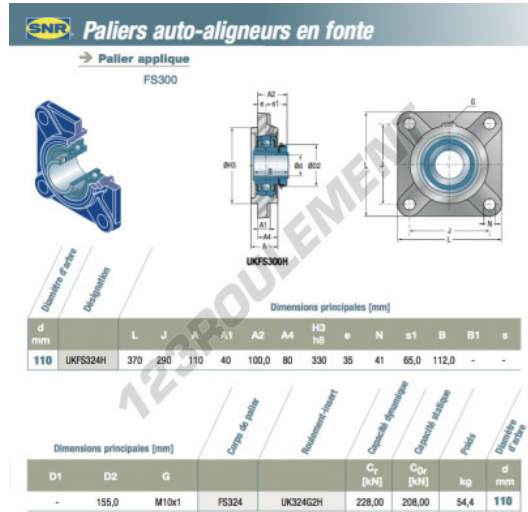 SNR Paliers auto-aligneurs en fonte
Palier applique
FS300
A2
e s1
G
ØH3
B
Ød
ØD2
L
J
A1
A4
A
N
J
L
UKFS300H
Diamètre d'arbre
Désignation
Dimensions principales [mm]
d mm L J A1 A2 A4 H3 h8 e N s1 B B1 s
110 UKFS324H 370 290 110 40 100,0 80 330 35 41 65,0 112,0 - -
123ROULEMENT
Corps de palier
Roulement-insert
Capacité dynamique
Capacité statique
Poids
Diamètre d'arbre
Dimensions principales [mm]
D1 D2 G Cr [kN] C0r [kN] kg d mm
- 155,0 M10x1 FS324 UK324G2H 228,00 208,00 54,4 110